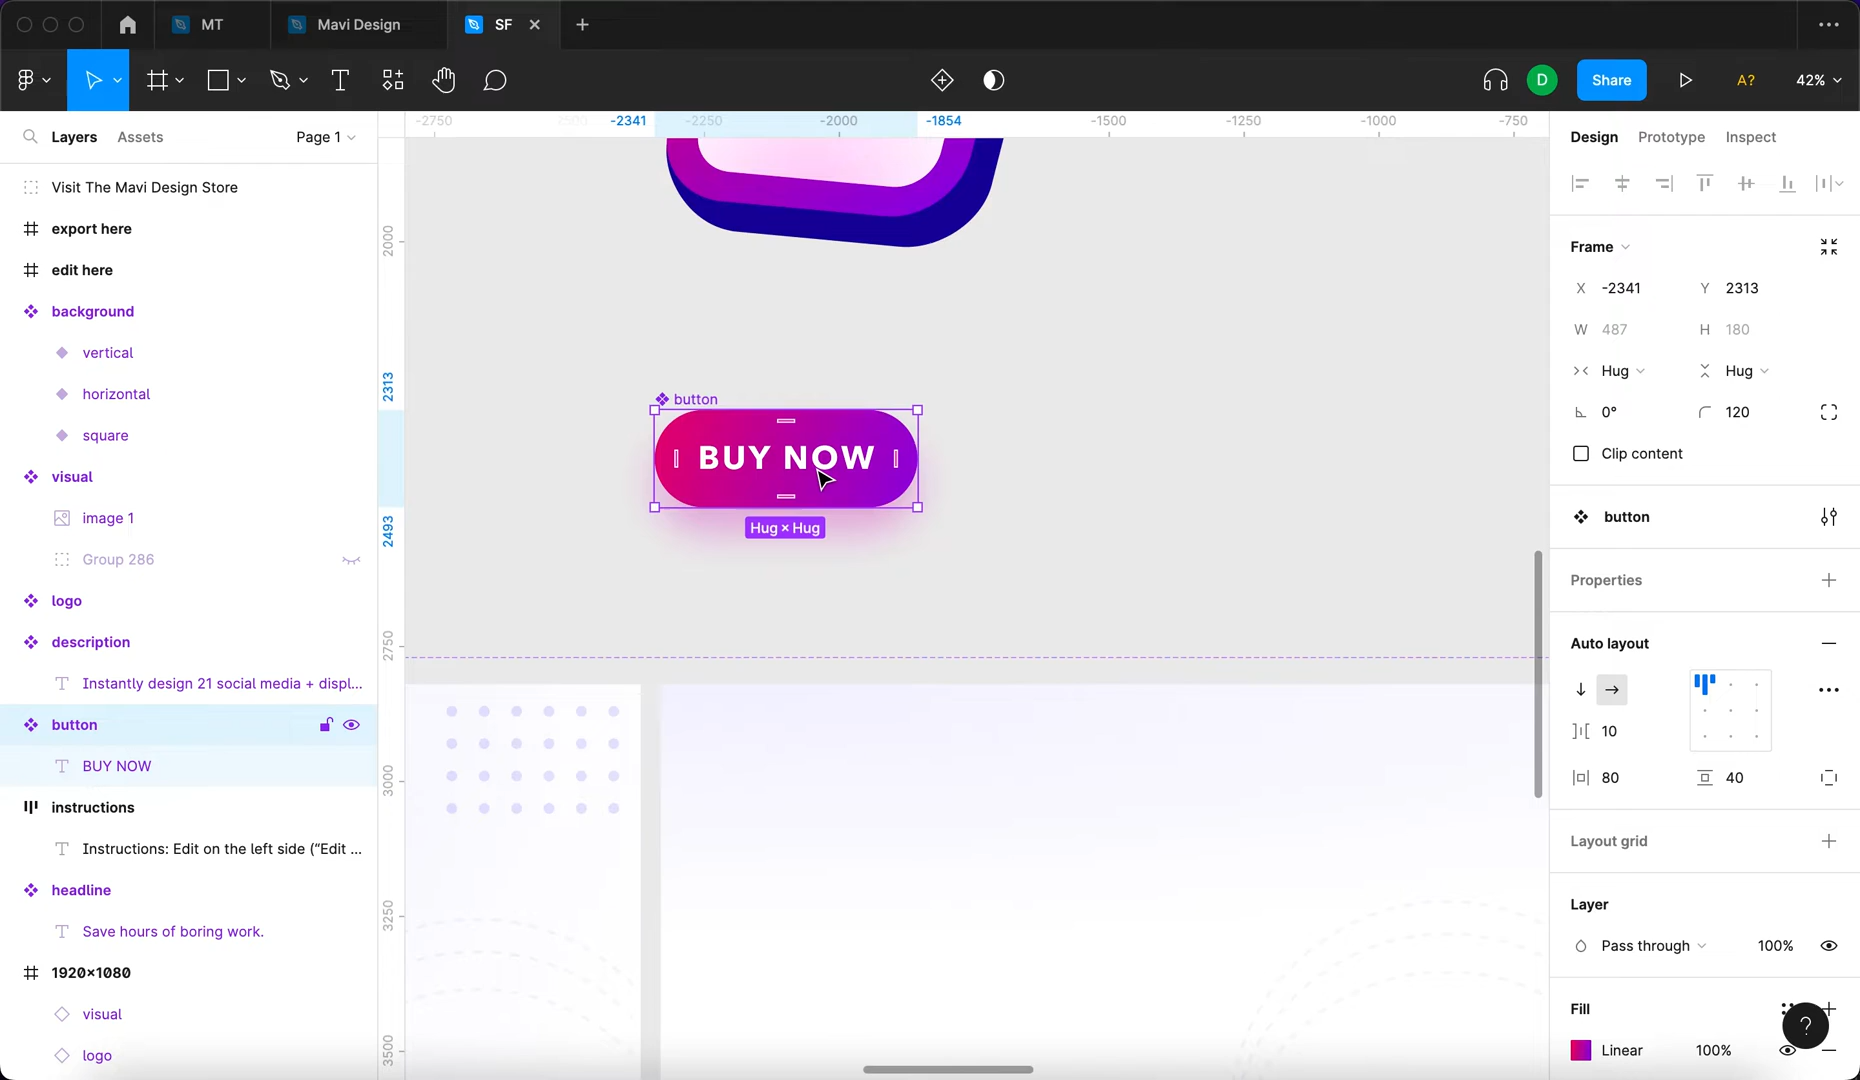 MT
Mavi Design
SF
Share
A?
42%
D
Layers
Assets
Page 1
Visit The Mavi Design Store
export here
edit here
background
vertical
horizontal
square
visual
image 1
Group 286
logo
description
Instantly design 21 social media + displ...
button
BUY NOW
instructions
Instructions: Edit on the left side (“Edit ...
headline
Save hours of boring work.
1920×1080
visual
logo
-2750
-2341
-2250
-2000
-1854
-1500
-1250
-1000
-750
2000
2313
2493
2750
3000
3250
3500
button
BUY NOW
Hug × Hug
Design
Prototype
Inspect
Frame
X -2341 Y 2313
W 487 H 180
Hug Hug
0° 120
Clip content
button
Properties
Auto layout
10
80 40
Layout grid
Layer
Pass through 100%
Fill
Linear 100%
?